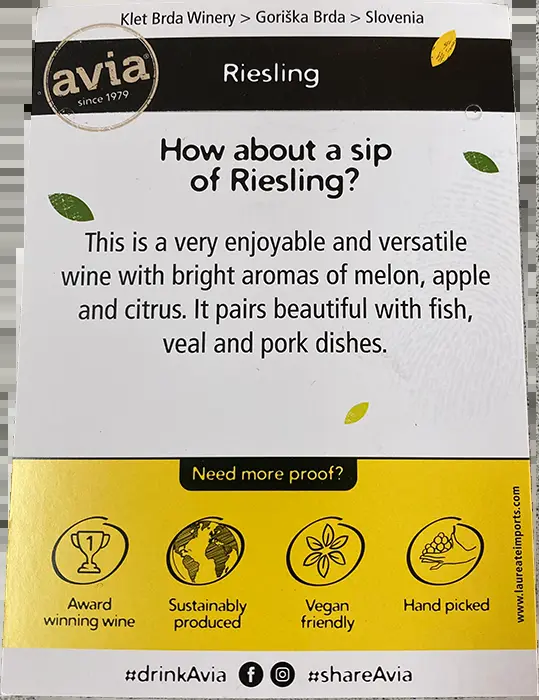 Klet Brda Winery > Goriška Brda > Slovenia
avia
since 1979
Riesling
How about a sip
of Riesling?
This is a very enjoyable and versatile
wine with bright aromas of melon, apple
and citrus. It pairs beautiful with fish,
veal and pork dishes.
Need more proof?
1
Award
winning wine
Sustainably
produced
Vegan
friendly
Hand picked
www.laureateimports.com
#drinkAvia
#shareAvia